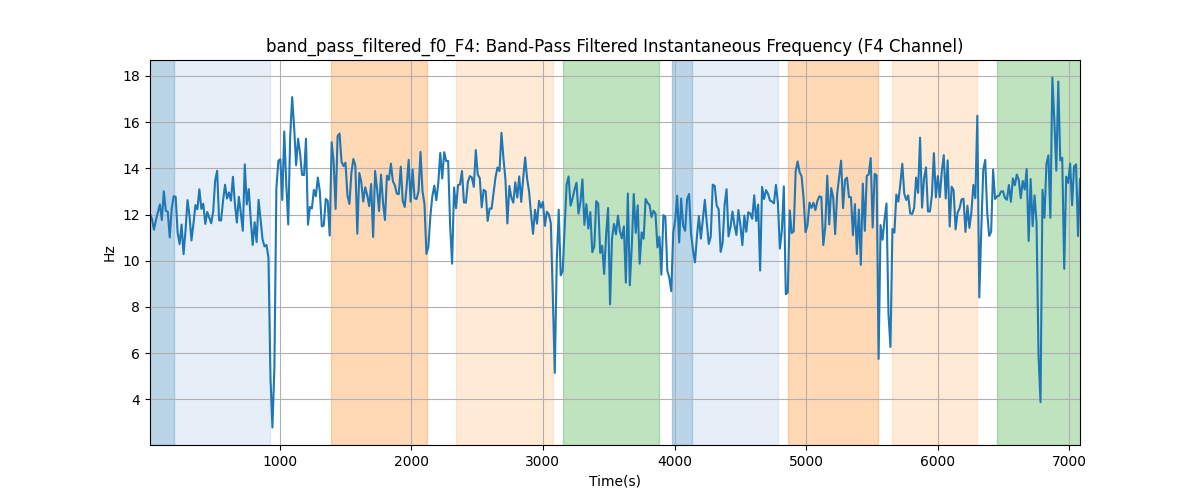 band_pass_filtered_f0_F4: Band-Pass Filtered Instantaneous Frequency (F4 Channel)
18
16
14
12
10
8
6
4
Hz
1000 2000 3000 4000 5000 6000 7000
Time(s)